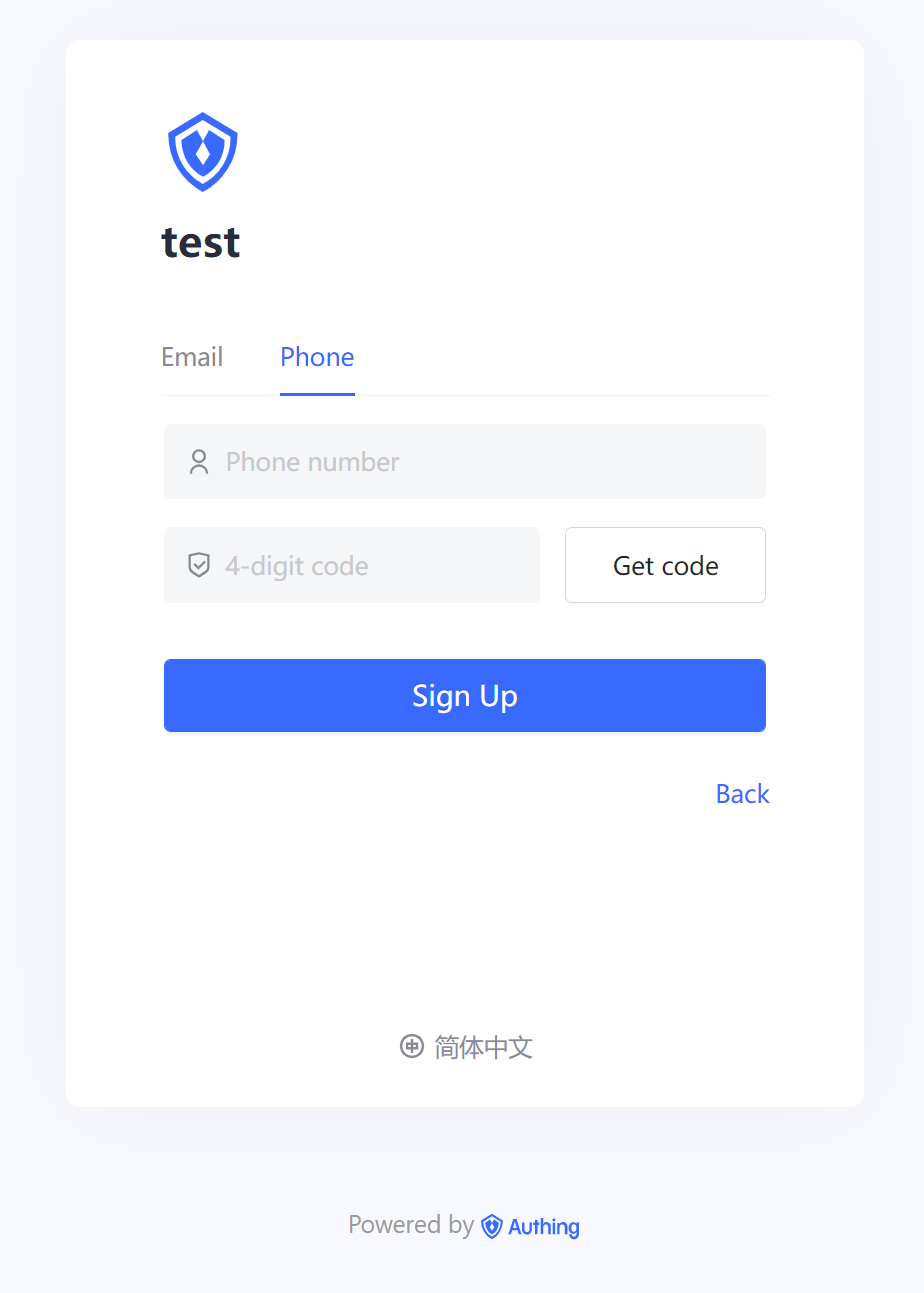 test
Email Phone
Phone number
4-digit code Get code
Sign Up
Back
简体中文
Powered by Authing